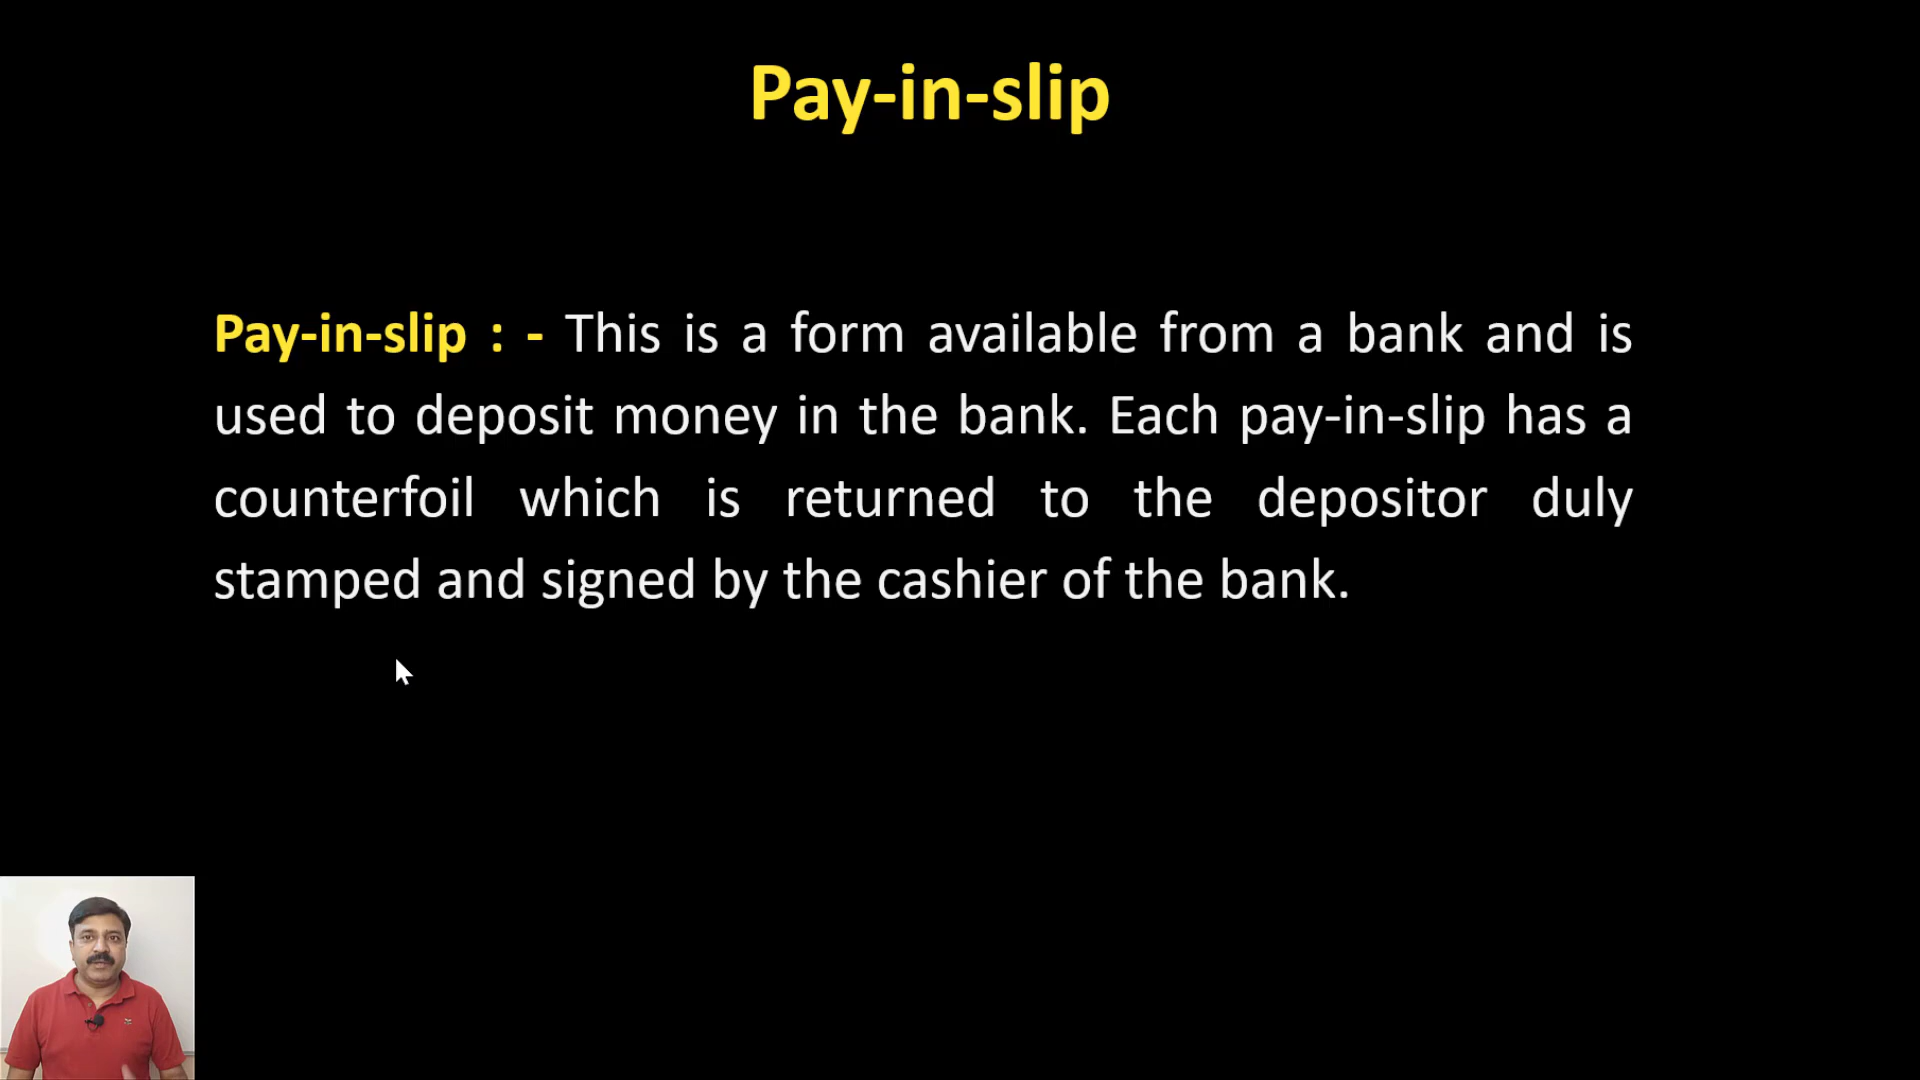 Pay-in-slip
Pay-in-slip : - This is a form available from a bank and is
used to deposit money in the bank. Each pay-in-slip has a
counterfoil which is returned to the depositor duly
stamped and signed by the cashier of the bank.